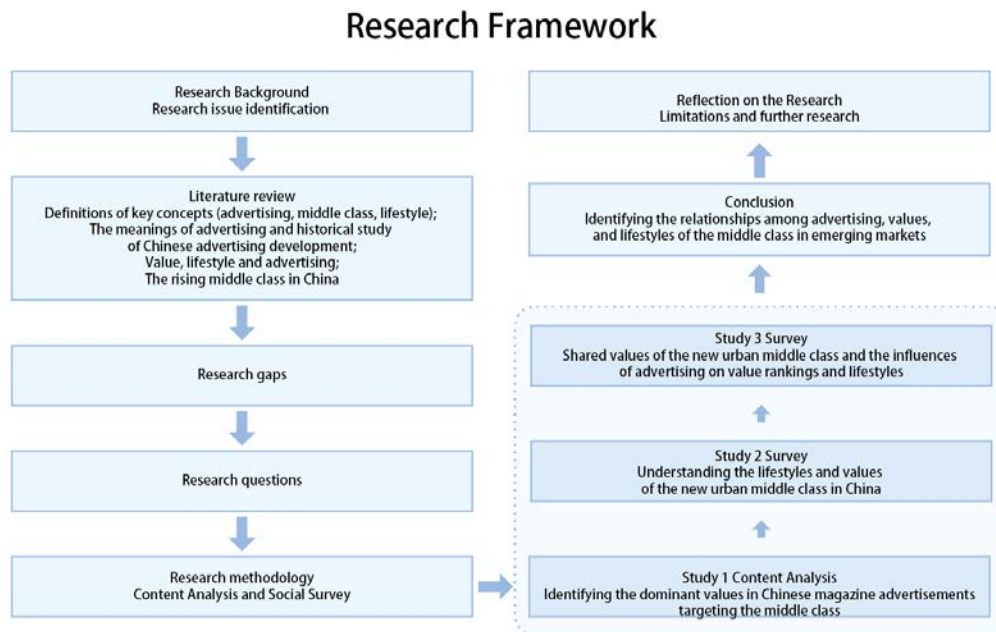 Research Framework
Research Background
Research issue identification
Literature review
Definitions of key concepts (advertising, middle class, lifestyle);
The meanings of advertising and historical study
of Chinese advertising development;
Value, lifestyle and advertising;
The rising middle class in China
Research gaps
Research questions
Research methodology
Content Analysis and Social Survey
Study 1 Content Analysis
Identifying the dominant values in Chinese magazine advertisements
targeting the middle class
Study 2 Survey
Understanding the lifestyles and values
of the new urban middle class in China
Study 3 Survey
Shared values of the new urban middle class and the influences
of advertising on value rankings and lifestyles
Conclusion
Identifying the relationships among advertising, values,
and lifestyles of the middle class in emerging markets
Reflection on the Research
Limitations and further research